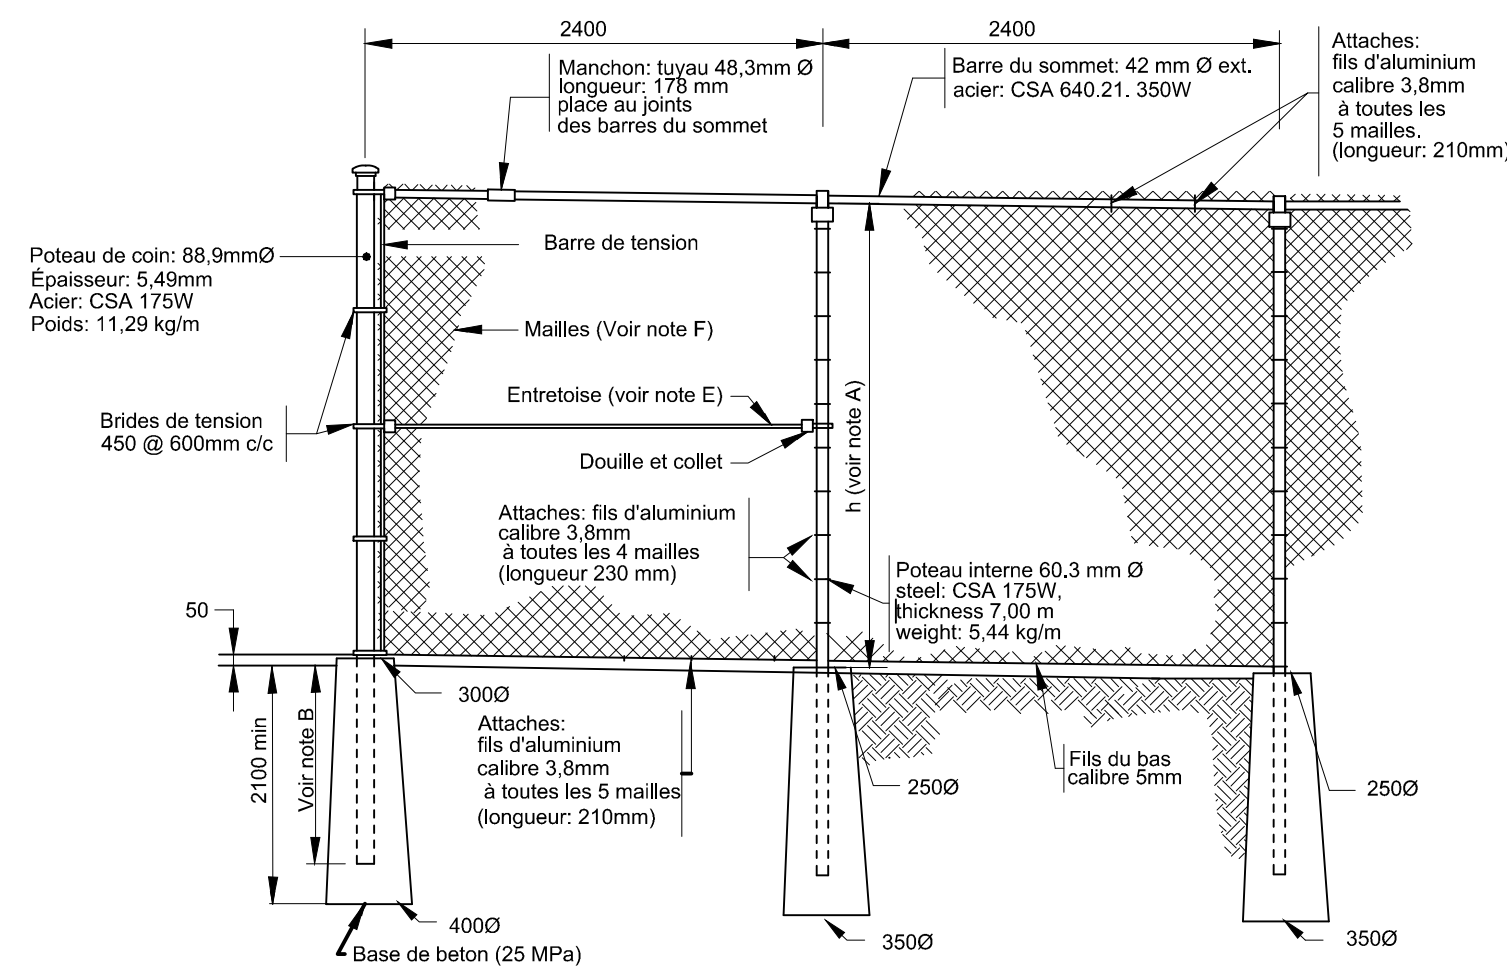 2400
2400
Manchon: tuyau 48,3mm Ø
longueur: 178 mm
place au joints
des barres du sommet
Barre du sommet: 42 mm Ø ext.
acier: CSA 640.21. 350W
Attaches:
fils d'aluminium
calibre 3,8mm
à toutes les
5 mailles.
(longueur: 210mm)
Poteau de coin: 88,9mmØ
Épaisseur: 5,49mm
Acier: CSA 175W
Poids: 11,29 kg/m
Barre de tension
Mailles (Voir note F)
Entretoise (voir note E)
Brides de tension
450 @ 600mm c/c
Douille et collet
h (voir note A)
Attaches: fils d'aluminium
calibre 3,8mm
à toutes les 4 mailles
(longueur 230 mm)
Poteau interne 60.3 mm Ø
steel: CSA 175W,
thickness 7,00 m
weight: 5,44 kg/m
50
2100 min
Voir note B
300Ø
Attaches:
fils d'aluminium
calibre 3,8mm
à toutes les 5 mailles
(longueur: 210mm)
250Ø
Fils du bas
calibre 5mm
250Ø
400Ø
Base de beton (25 MPa)
350Ø
350Ø